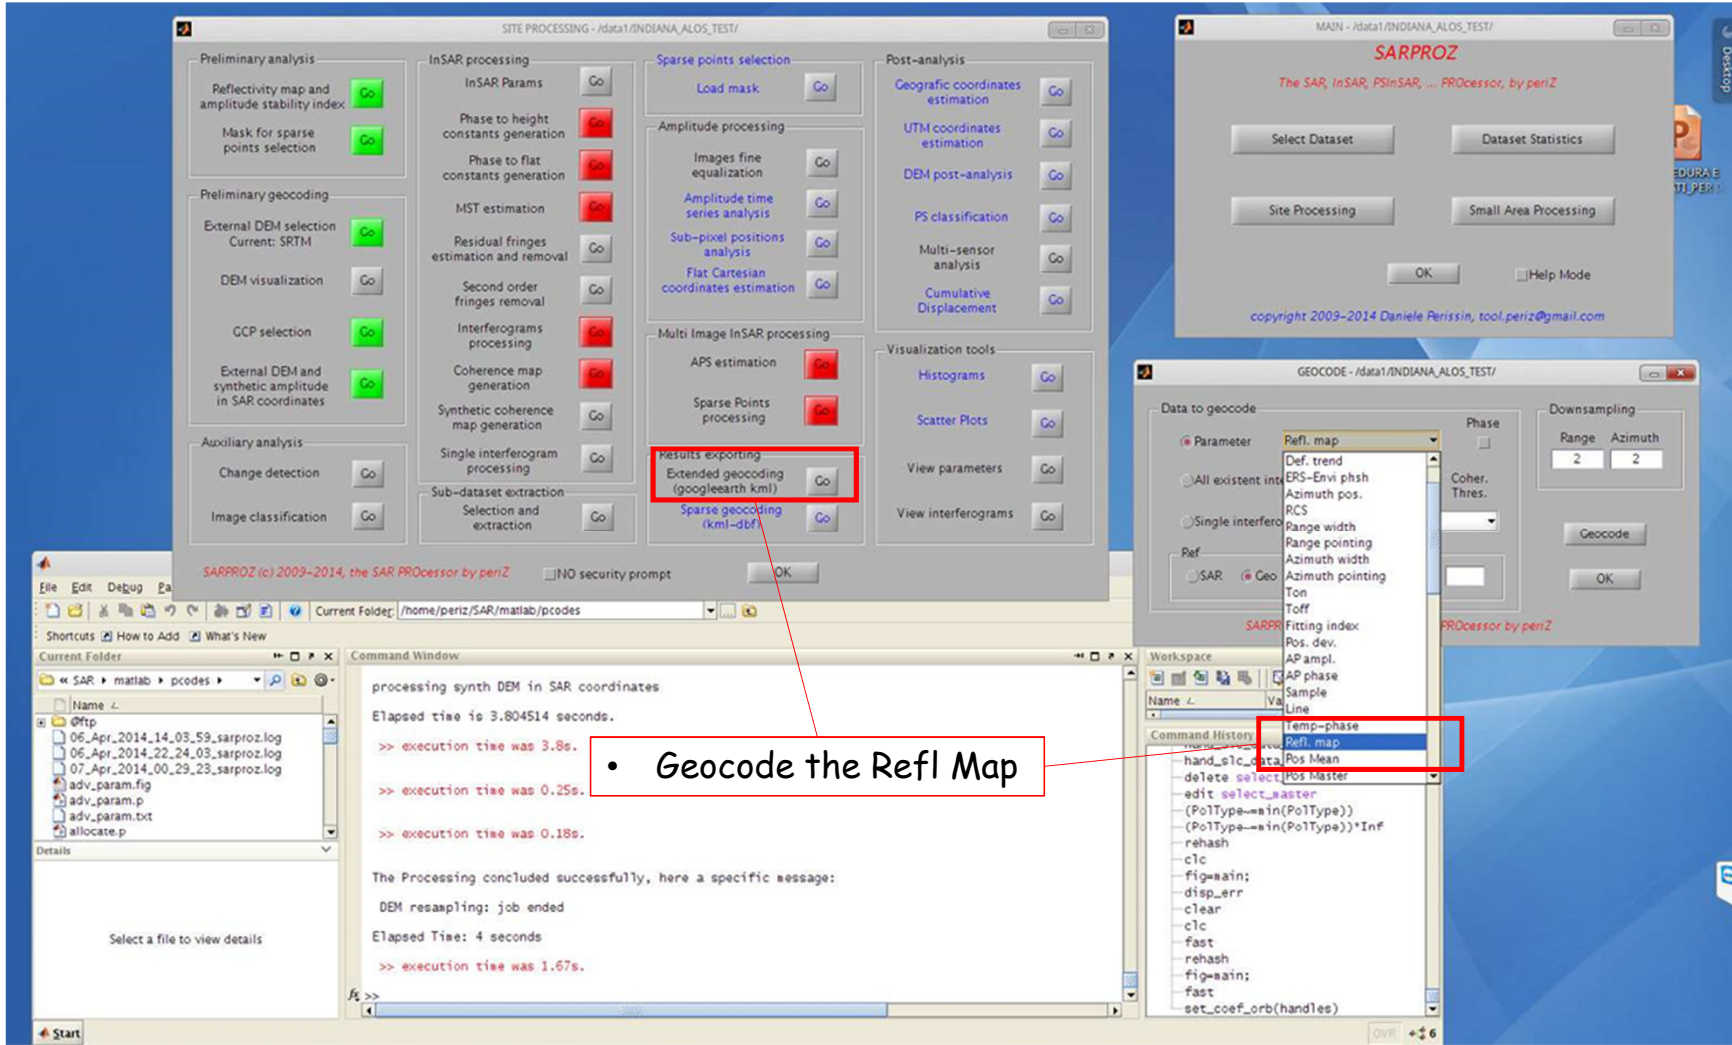 SITE PROCESSING - /data1/INDIANA_ALOS_TEST/
Preliminary analysis
Reflectivity map and
amplitude stability index
Go
Mask for sparse
points selection
Go
Preliminary geocoding
External DEM selection
Current: SRTM
Go
DEM visualization
Go
GCP selection
Go
External DEM and
synthetic amplitude
in SAR coordinates
Go
Auxiliary analysis
Change detection
Go
Image classification
Go
InSAR processing
InSAR Params
Go
Phase to height
constants generation
Go
Phase to flat
constants generation
Go
MST estimation
Go
Residual fringes
estimation and removal
Go
Second order
fringes removal
Go
Interferograms
processing
Go
Coherence map
generation
Go
Synthetic coherence
map generation
Go
Single interferogram
processing
Go
Sub-dataset extraction
Selection and
extraction
Go
Sparse points selection
Load mask
Go
Amplitude processing
Images fine
equalization
Go
Amplitude time
series analysis
Go
Sub-pixel positions
analysis
Go
Flat Cartesian
coordinates estimation
Go
Multi Image InSAR processing
APS estimation
Go
Sparse Points
processing
Go
Results exporting
Extended geocoding
(googleearth kml)
Go
Sparse geocoding
(kml-dbf)
Go
Post-analysis
Geografic coordinates
estimation
Go
UTM coordinates
estimation
Go
DEM post-analysis
Go
PS classification
Go
Multi-sensor
analysis
Go
Cumulative
Displacement
Go
Visualization tools
Histograms
Go
Scatter Plots
Go
View parameters
Go
View interferograms
Go
SARPROZ (c) 2009-2014, the SAR PROcessor by periZ
NO security prompt
OK
MAIN - /data1/INDIANA_ALOS_TEST/
SARPROZ
The SAR, InSAR, PSInSAR, ... PROcessor, by periZ
Select Dataset
Dataset Statistics
Site Processing
Small Area Processing
OK
Help Mode
copyright 2009-2014 Daniele Perissin, tool.periz@gmail.com
Desktop
GEOCODE - /data1/INDIANA_ALOS_TEST/
Data to geocode
Parameter
Refl. map
Phase
All existent inte
Coher.
Thres.
Single interfero
Ref
SAR
Geo
Downsampling
Range Azimuth
2 2
Geocode
OK
SARPR
ROcessor by periZ
Def. trend
ERS-Envi phsh
Azimuth pos.
RCS
Range width
Range pointing
Azimuth width
Azimuth pointing
Ton
Toff
Fitting index
Pos. dev.
AP ampl.
AP phase
Sample
Line
Temp-phase
Refl. map
Pos Mean
Pos Master
File Edit Debug Pa
Current Folder: /home/periz/SAR/matlab/pcodes
Shortcuts How to Add What's New
Current Folder
« SAR matlab pcodes
Name
@ftp
06_Apr_2014_14_03_59_sarproz.log
06_Apr_2014_22_24_03_sarproz.log
07_Apr_2014_00_29_23_sarproz.log
adv_param.fig
adv_param.p
adv_param.txt
allocate.p
Details
Select a file to view details
Command Window
processing synth DEM in SAR coordinates
Elapsed time is 3.804514 seconds.
>> execution time was 3.8s.
>> execution time was 0.25s.
>> execution time was 0.18s.
The Processing concluded successfully, here a specific message:
DEM resampling: job ended
Elapsed Time: 4 seconds
>> execution time was 1.67s.
fx >>
• Geocode the Refl Map
Workspace
Name Va
Command History
hand_slc_data
delete select_
edit select_master
(PolType~=min(PolType))
(PolType~=min(PolType))*Inf
rehash
clc
fig=main;
disp_err
clear
clc
fast
rehash
fig=main;
fast
set_coef_orb(handles)
Start
OVR
6